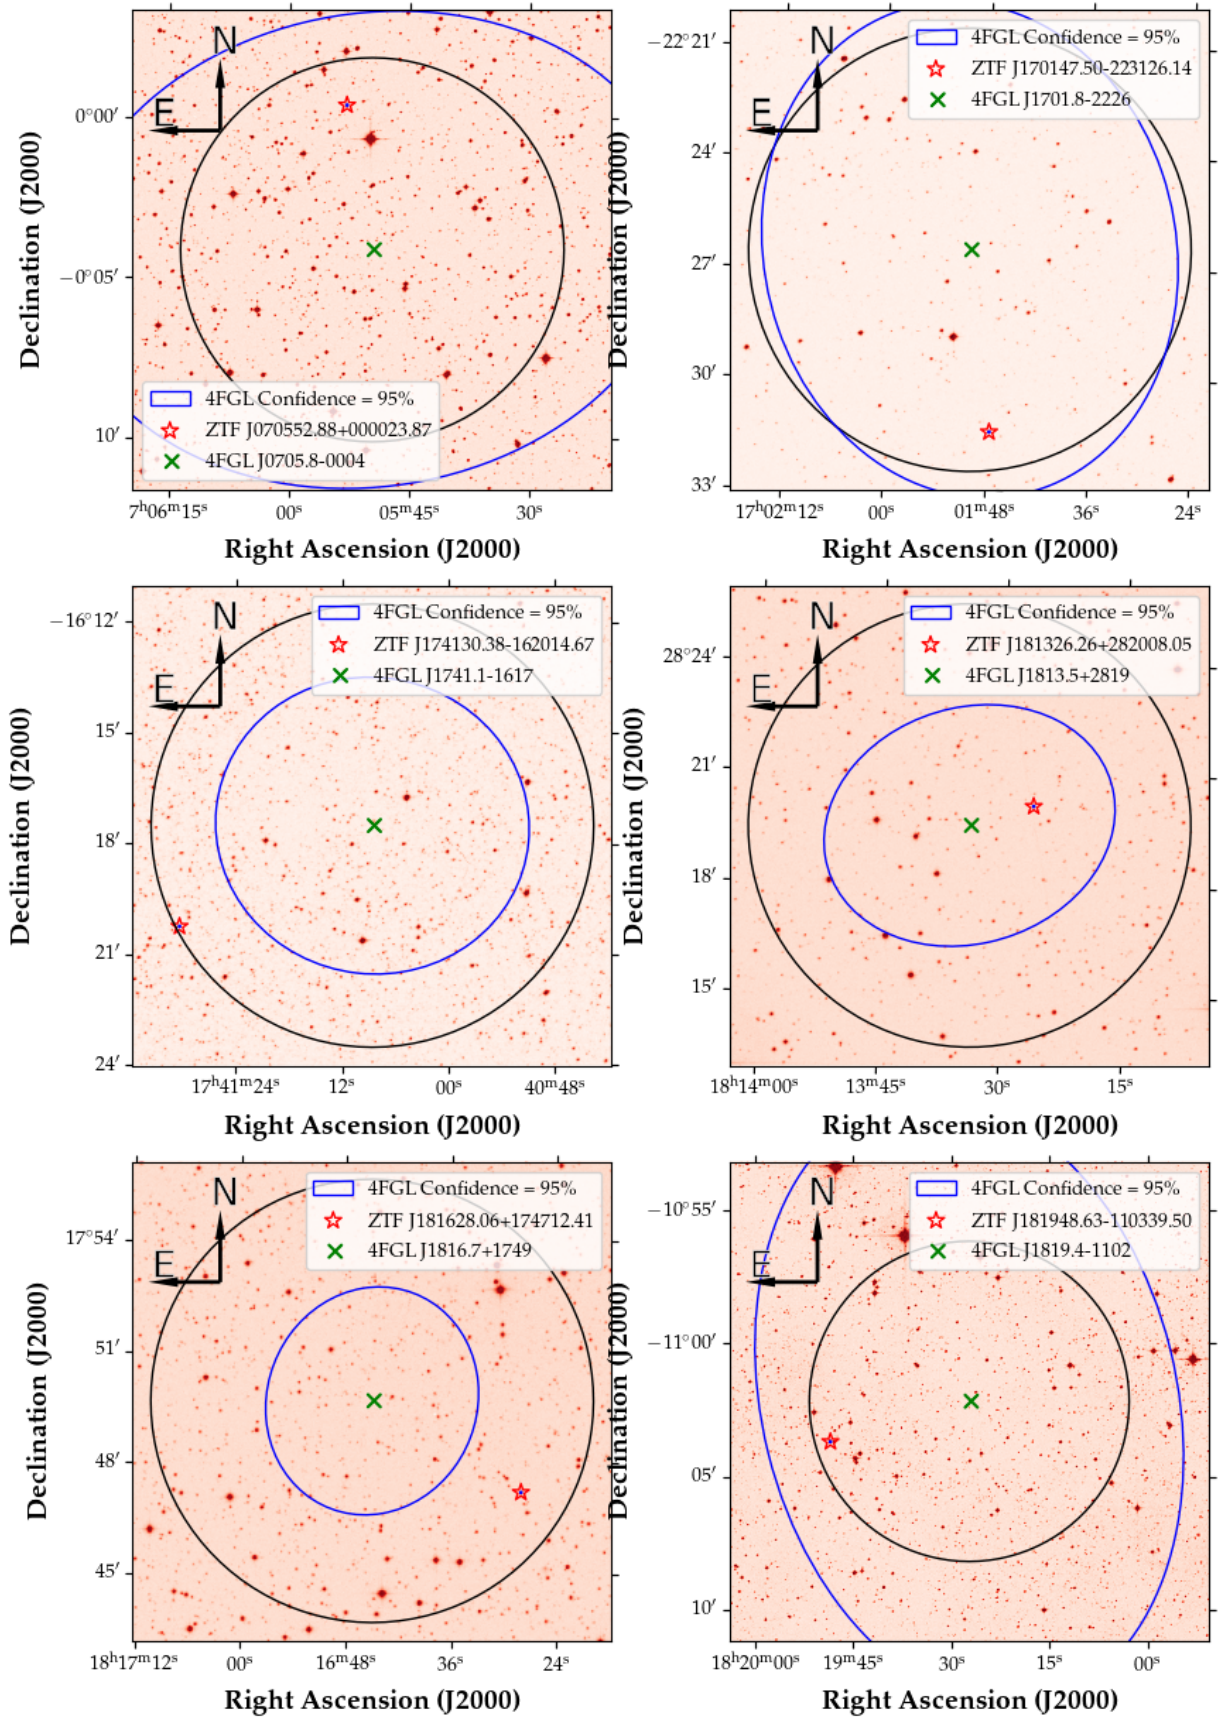 N
E
0°00′
−0°05′
10′
Declination (J2000)
4FGL Confidence = 95%
ZTF J070552.88+000023.87
4FGL J0705.8-0004
7ʰ06ᵐ15ˢ 00ˢ 05ᵐ45ˢ 30ˢ
Right Ascension (J2000)
N
E
4FGL Confidence = 95%
ZTF J170147.50-223126.14
4FGL J1701.8-2226
−22°21′
24′
27′
30′
33′
Declination (J2000)
17ʰ02ᵐ12ˢ 00ˢ 01ᵐ48ˢ 36ˢ 24ˢ
Right Ascension (J2000)
N
E
4FGL Confidence = 95%
ZTF J174130.38-162014.67
4FGL J1741.1-1617
−16°12′
15′
18′
21′
24′
Declination (J2000)
17ʰ41ᵐ24ˢ 12ˢ 00ˢ 40ᵐ48ˢ
Right Ascension (J2000)
N
E
4FGL Confidence = 95%
ZTF J181326.26+282008.05
4FGL J1813.5+2819
28°24′
21′
18′
15′
Declination (J2000)
18ʰ14ᵐ00ˢ 13ᵐ45ˢ 30ˢ 15ˢ
Right Ascension (J2000)
N
E
4FGL Confidence = 95%
ZTF J181628.06+174712.41
4FGL J1816.7+1749
17°54′
51′
48′
45′
Declination (J2000)
18ʰ17ᵐ12ˢ 00ˢ 16ᵐ48ˢ 36ˢ 24ˢ
Right Ascension (J2000)
N
E
4FGL Confidence = 95%
ZTF J181948.63-110339.50
4FGL J1819.4-1102
−10°55′
−11°00′
05′
10′
Declination (J2000)
18ʰ20ᵐ00ˢ 19ᵐ45ˢ 30ˢ 15ˢ 00ˢ
Right Ascension (J2000)